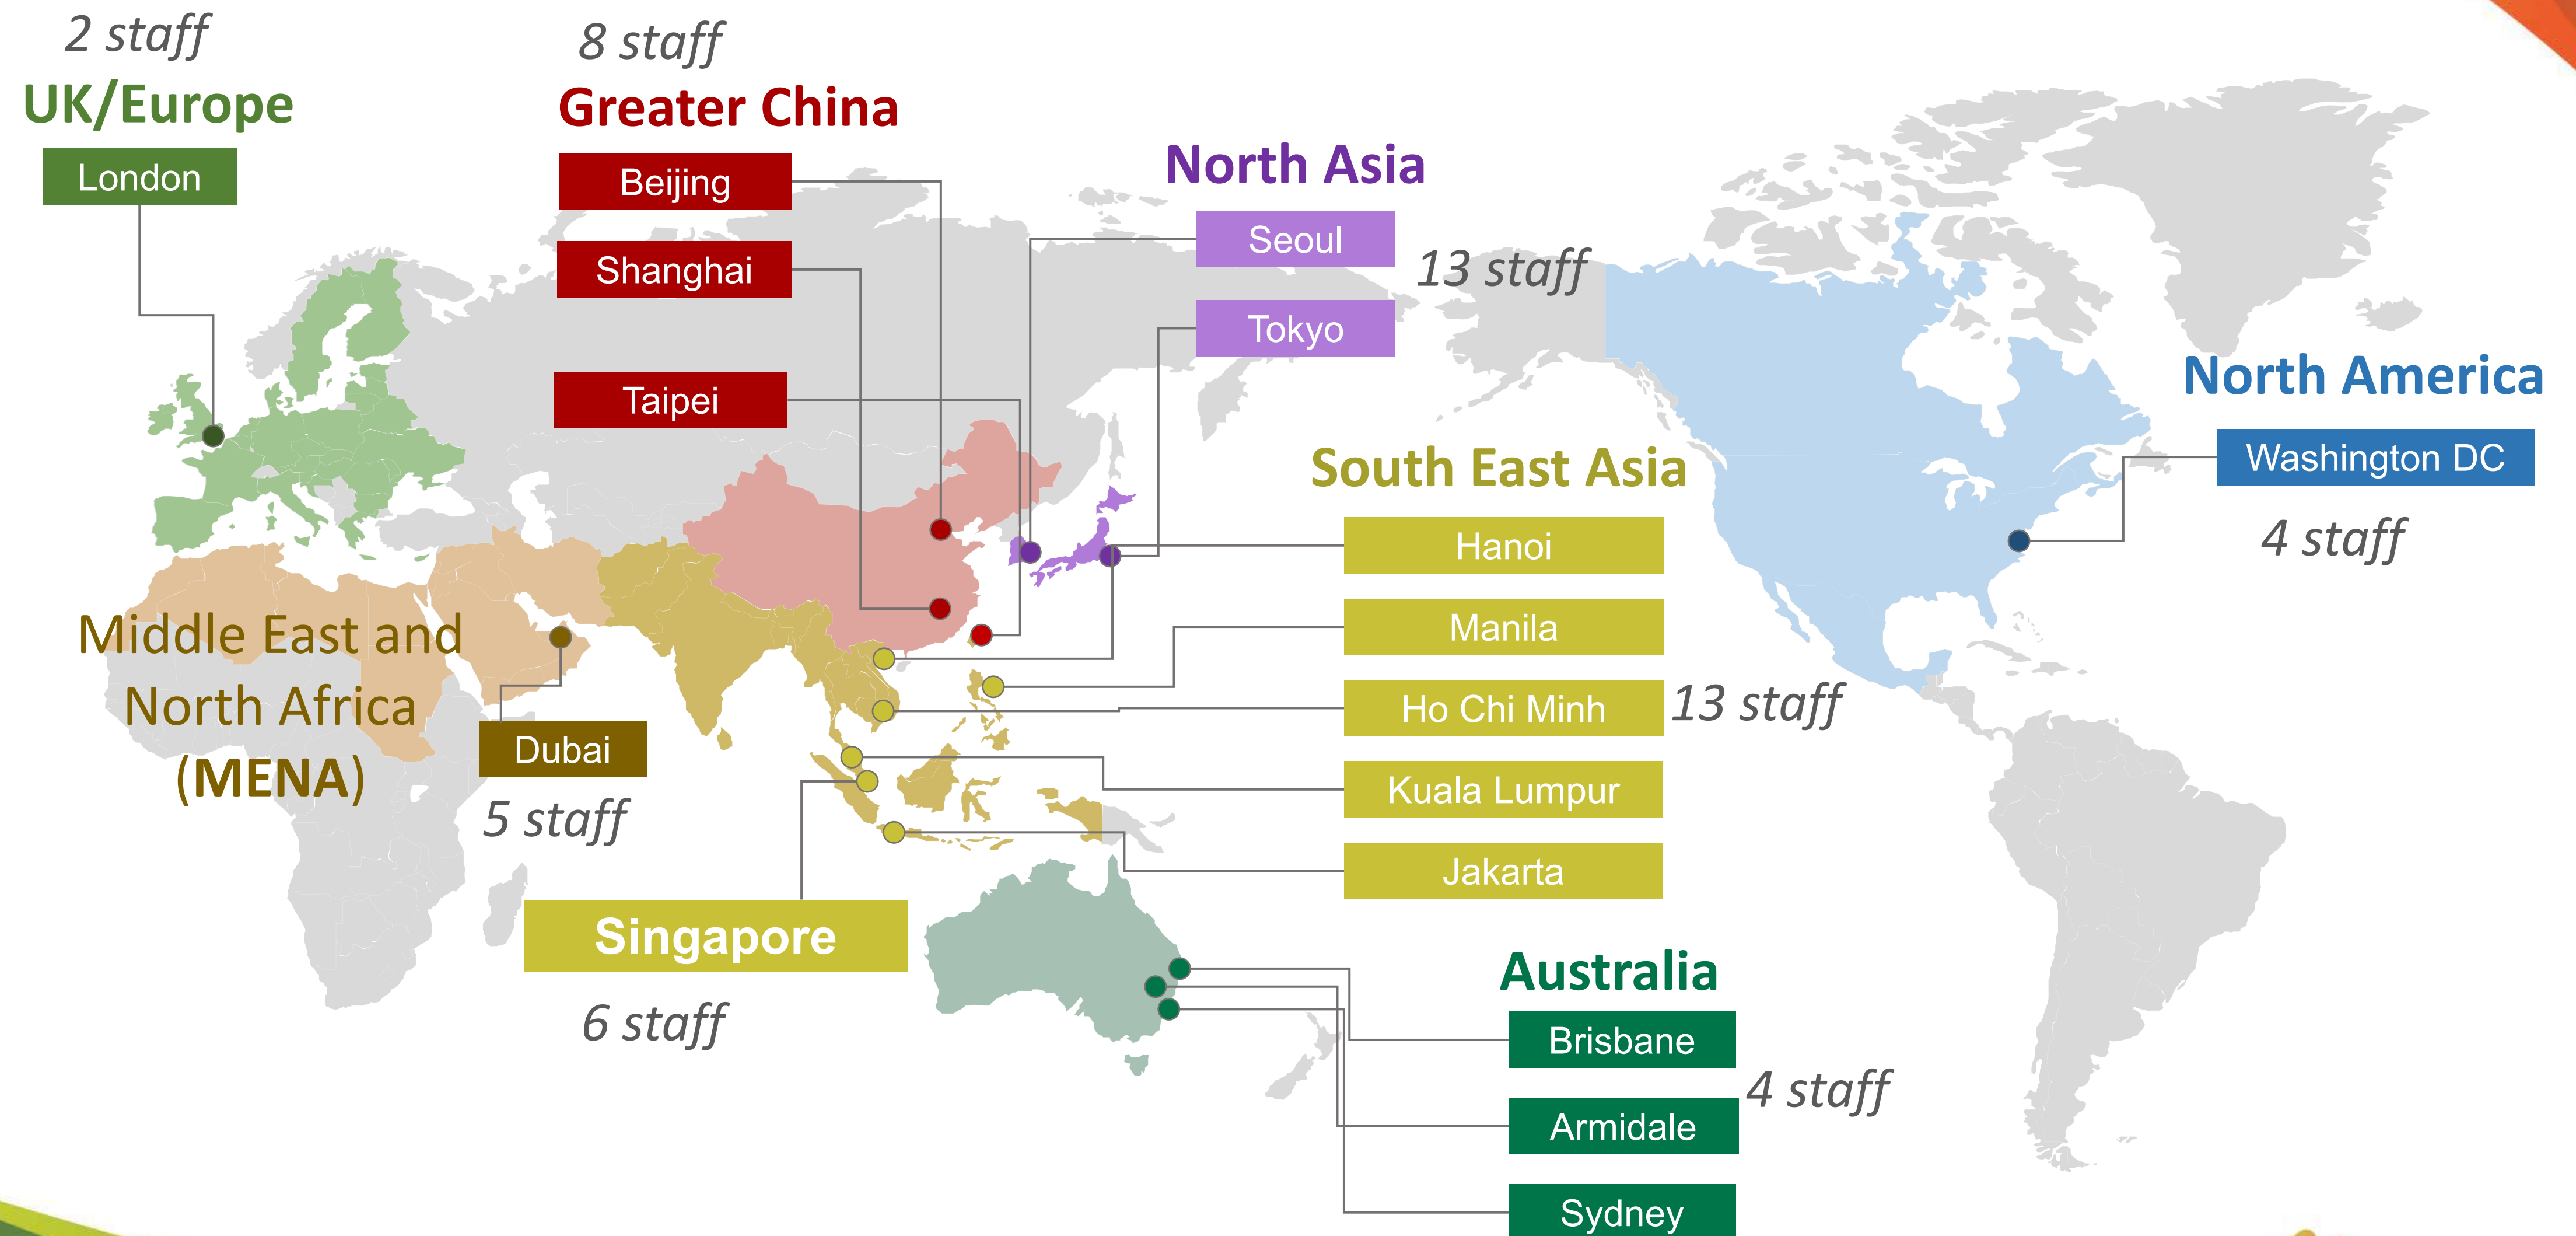 2 staff
UK/Europe
London
8 staff
Greater China
Beijing
Shanghai
Taipei
North Asia
Seoul
13 staff
Tokyo
North America
Washington DC
4 staff
South East Asia
Hanoi
Manila
Ho Chi Minh
13 staff
Kuala Lumpur
Jakarta
Middle East and
North Africa
(MENA)
Dubai
5 staff
Singapore
6 staff
Australia
Brisbane
4 staff
Armidale
Sydney